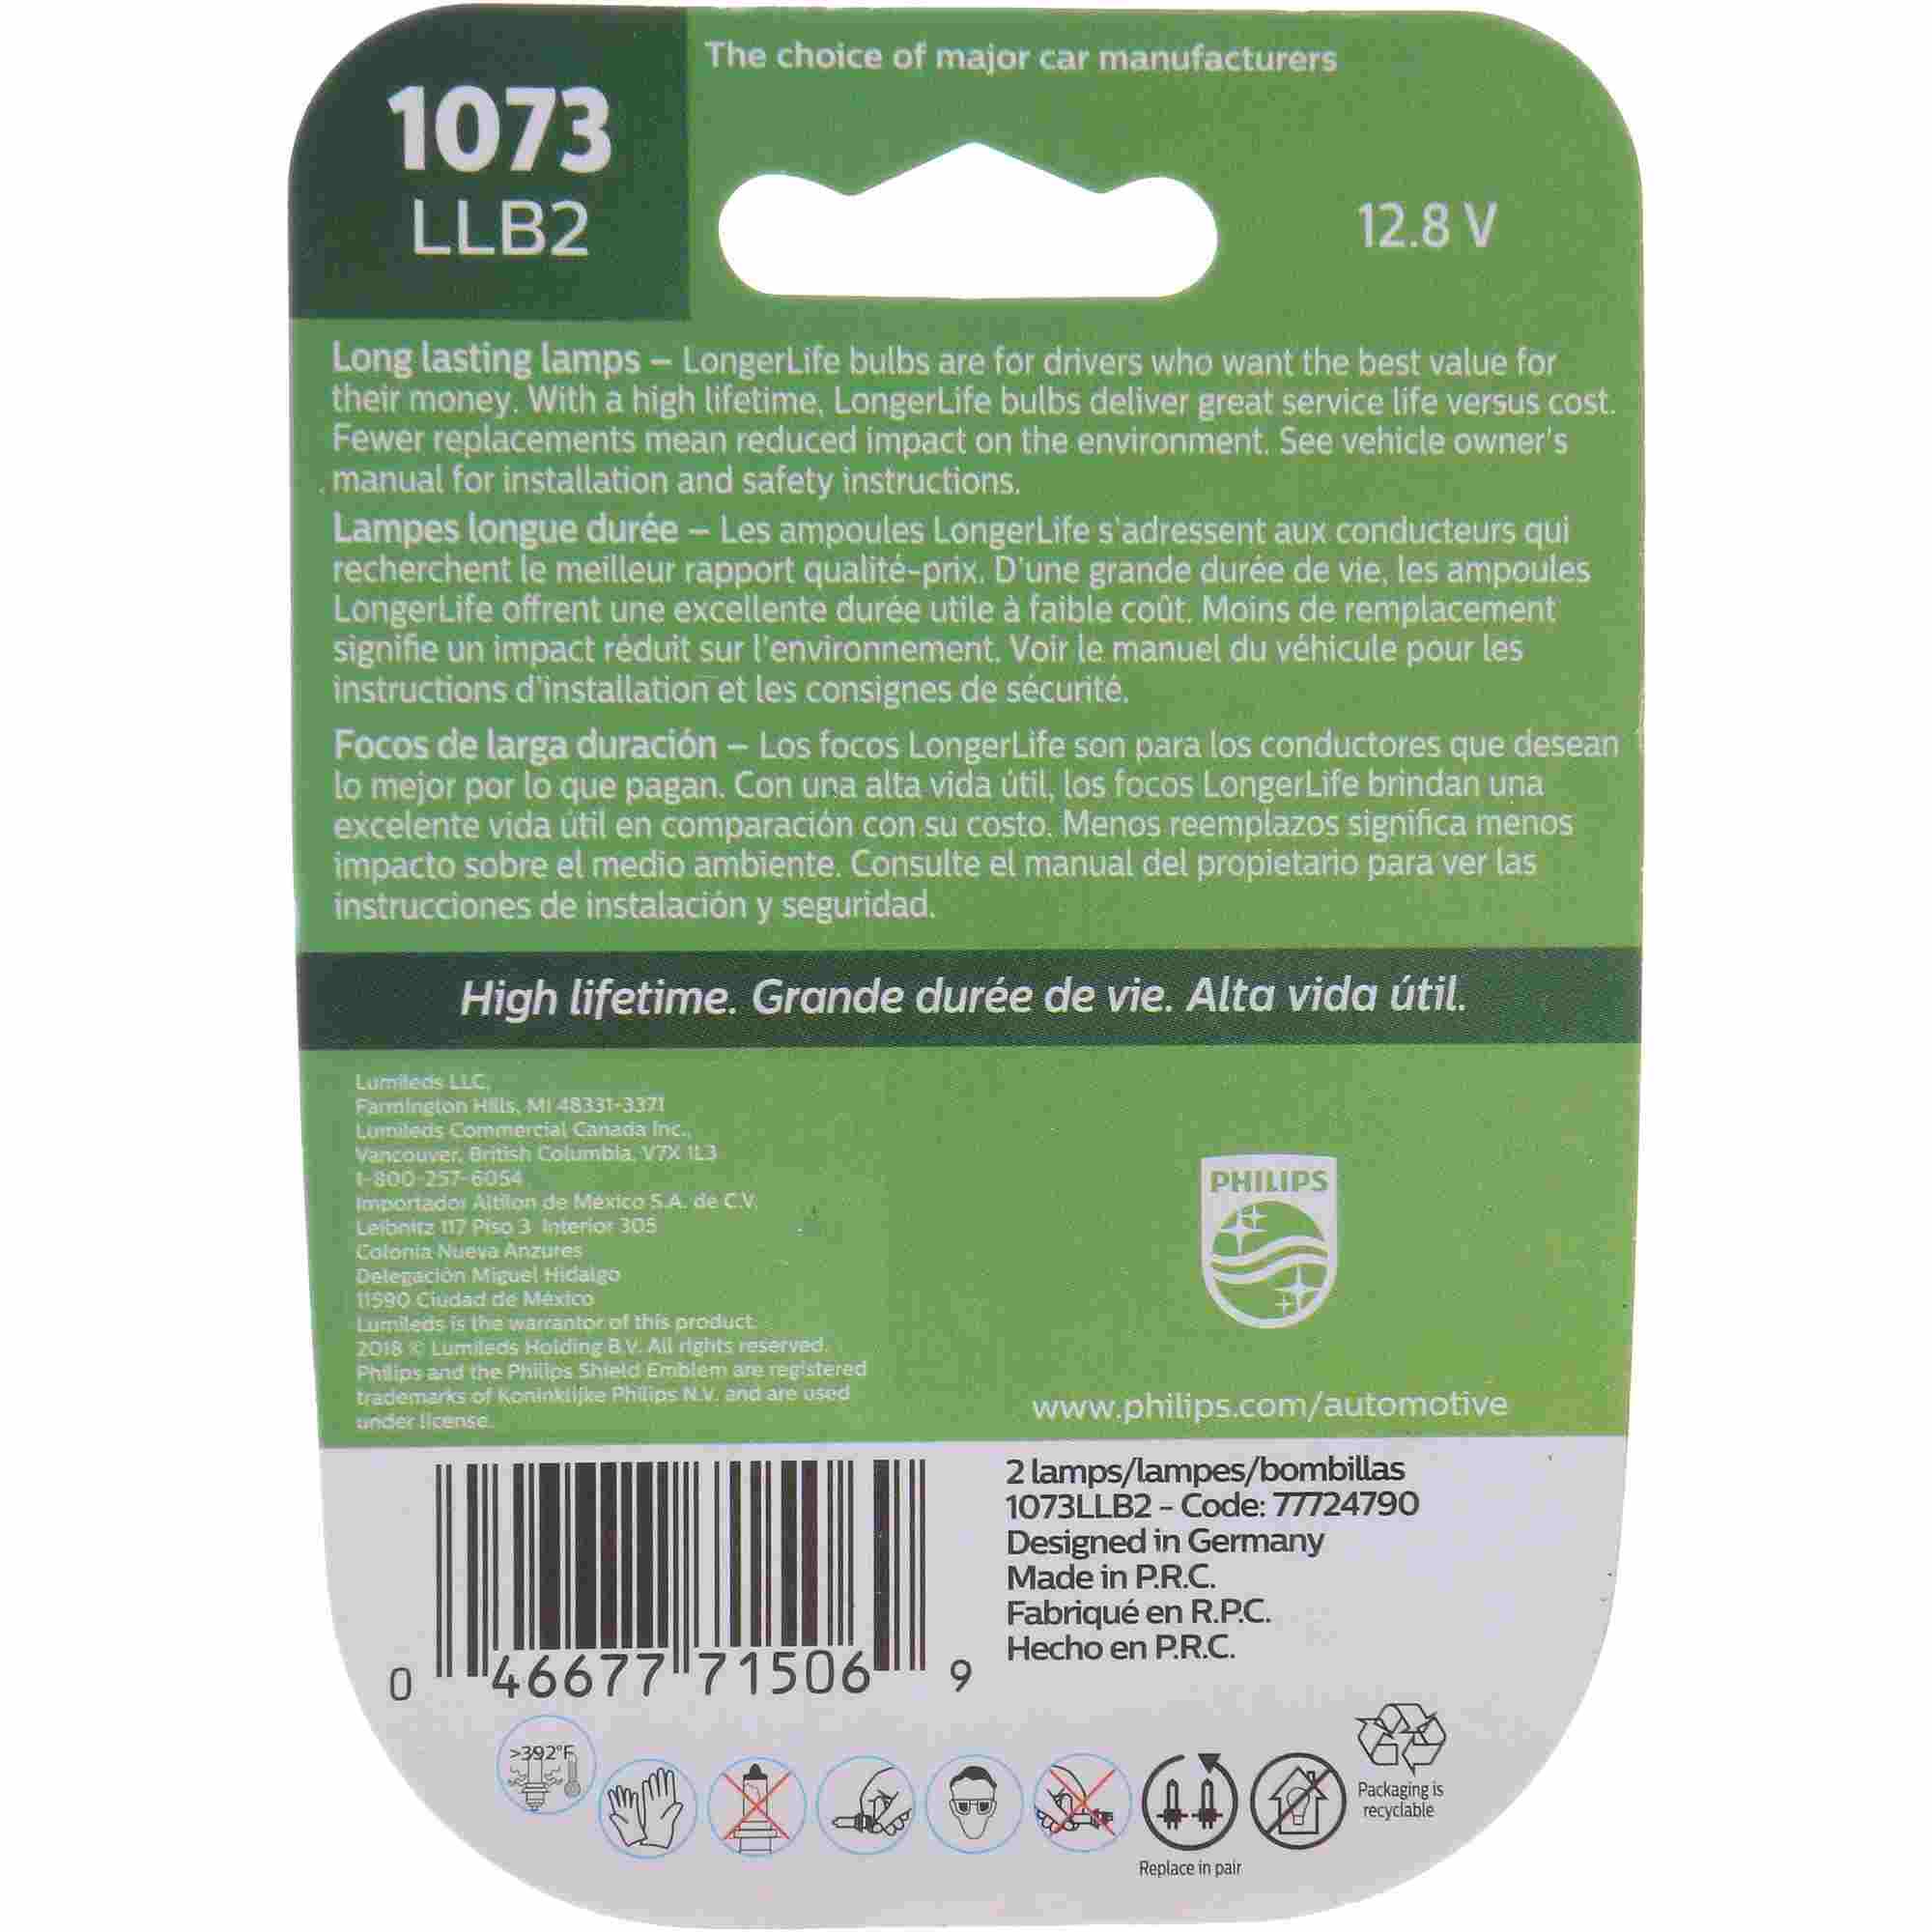 The choice of major car manufacturers
1073
LLB2
12.8 V
Long lasting lamps – LongerLife bulbs are for drivers who want the best value for
their money. With a high lifetime, LongerLife bulbs deliver great service life versus cost.
Fewer replacements mean reduced impact on the environment. See vehicle owner's
manual for installation and safety instructions.
Lampes longue durée – Les ampoules LongerLife s'adressent aux conducteurs qui
recherchent le meilleur rapport qualité-prix. D'une grande durée de vie, les ampoules
LongerLife offrent une excellente durée utile à faible coût. Moins de remplacement
signifie un impact réduit sur l'environnement. Voir le manuel du véhicule pour les
instructions d'installation et les consignes de sécurité.
Focos de larga duración – Los focos LongerLife son para los conductores que desean
lo mejor por lo que pagan. Con una alta vida útil, los focos LongerLife brindan una
excelente vida útil en comparación con su costo. Menos reemplazos significa menos
impacto sobre el medio ambiente. Consulte el manual del propietario para ver las
instrucciones de instalación y seguridad.
High lifetime. Grande durée de vie. Alta vida útil.
Lumileds LLC,
Farmington Hills, MI 48331-3371
Lumileds Commercial Canada Inc.,
Vancouver, British Columbia, V7X 1L3
1-800-257-6054
Importador Altilon de México S.A. de C.V.
Leibnitz 117 Piso 3 Interior 305
Colonia Nueva Anzures
Delegación Miguel Hidalgo
11590 Ciudad de México
Lumileds is the warrantor of this product.
2018 © Lumileds Holding B.V. All rights reserved.
Philips and the Philips Shield Emblem are registered
trademarks of Koninklijke Philips N.V. and are used
under license.
PHILIPS
www.philips.com/automotive
2 lamps/lampes/bombillas
1073LLB2 – Code: 77724790
Designed in Germany
Made in P.R.C.
Fabriqué en R.P.C.
Hecho en P.R.C.
0 46677 71506 9
>392°F
Replace in pair
Packaging is
recyclable